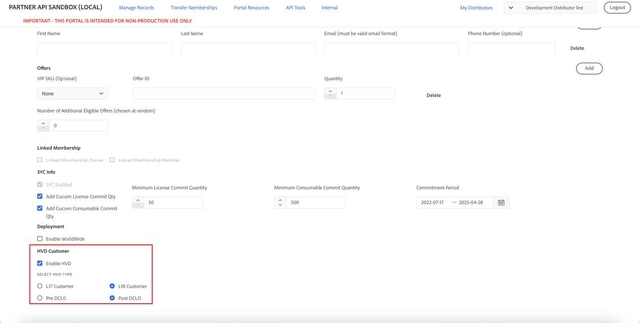 PARTNER API SANDBOX (LOCAL) Manage Records Transfer Memberships Portal Resources API Tools Internal My Distributors Development Distributor Test Logout
IMPORTANT - THIS PORTAL IS INTENDED FOR NON-PRODUCTION USE ONLY
First Name Last Name Email (must be valid email format) Phone Number (optional)
Delete
Offers
Add
VIP SKU (Optional) Offer ID Quantity
None 1 Delete
Number of Additional Eligible Offers (chosen at random)
0
Linked Membership
Linked Membership Owner Linked Membership Member
3YC Info
3YC Enabled Minimum License Commit Quantity Minimum Consumable Commit Quantity Commitment Period
Add Cucom License Commit Qty 50 500 2022-07-17 — 2025-04-28
Add Cucom Consumable Commit
Qty
Deployment
Enable WorldWide
HVD Customer
Enable HVD
SELECT HVD TYPE
L17 Customer L18 Customer
Pre DCLO Post DCLO